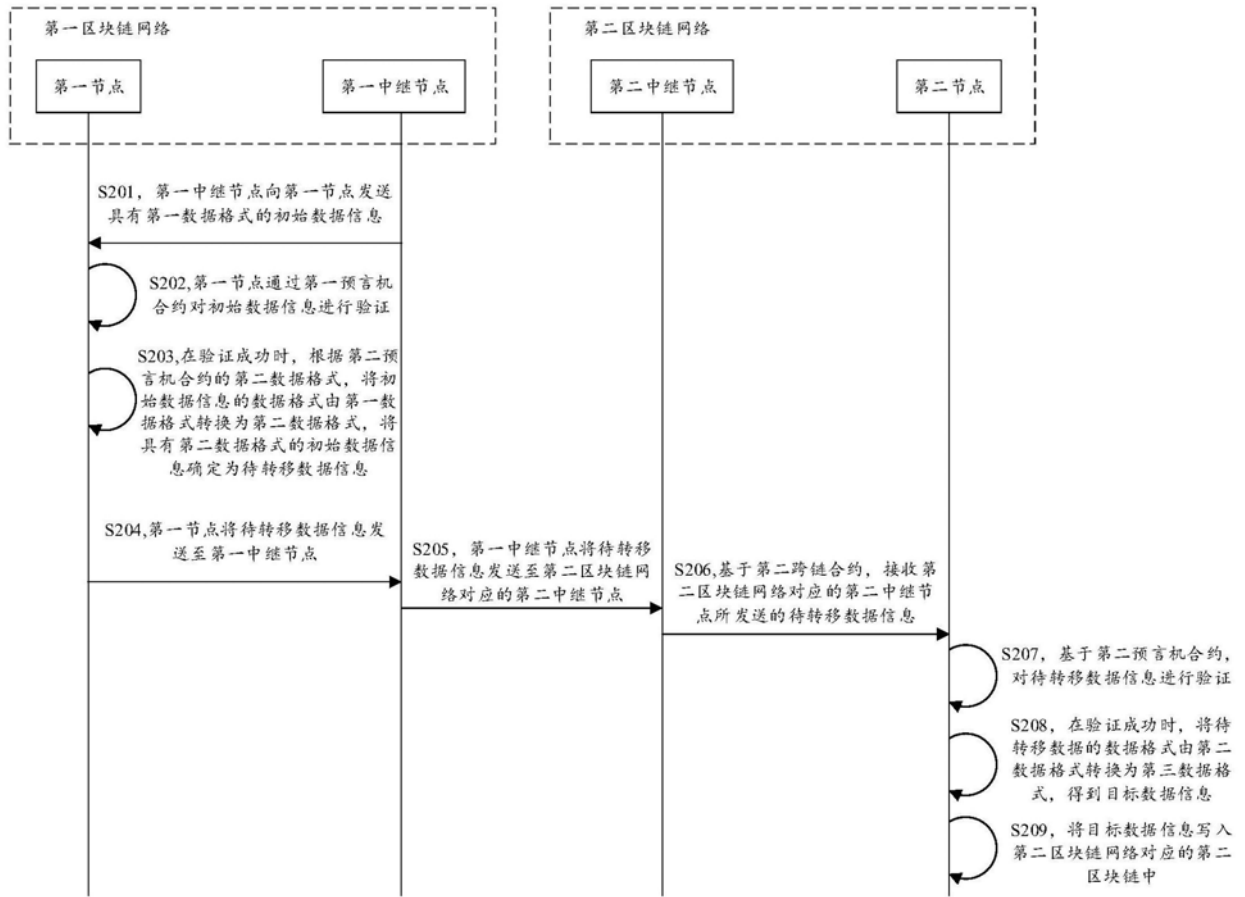 第一区块链网络
第二区块链网络
第一节点
第一中继节点
第二中继节点
第二节点
S201，第一中继节点向第一节点发送
具有第一数据格式的初始数据信息
S202,第一节点通过第一预言机
合约对初始数据信息进行验证
S203,在验证成功时，根据第二预
言机合约的第二数据格式，将初
始数据信息的数据格式由第一数
据格式转换为第二数据格式，将
具有第二数据格式的初始数据信
息确定为待转移数据信息
S204,第一节点将待转移数据信息发
送至第一中继节点
S205，第一中继节点将待转移
数据信息发送至第二区块链网
络对应的第二中继节点
S206,基于第二跨链合约，接收第
二区块链网络对应的第二中继节
点所发送的待转移数据信息
S207，基于第二预言机合约，
对待转移数据信息进行验证
S208，在验证成功时，将待
转移数据的数据格式由第二
数据格式转换为第三数据格
式，得到目标数据信息
S209，将目标数据信息写入
第二区块链网络对应的第二
区块链中